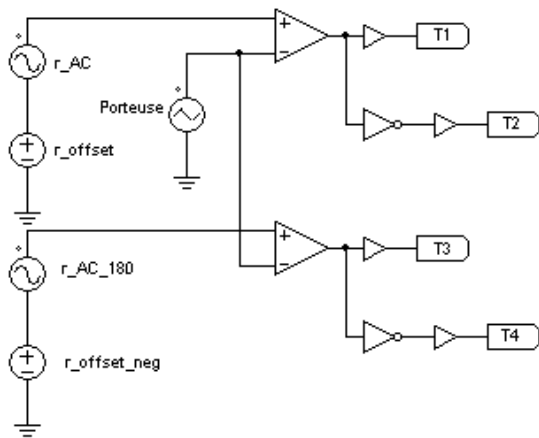 T1
r_AC
Porteuse
T2
r_offset
T3
r_AC_180
T4
r_offset_neg